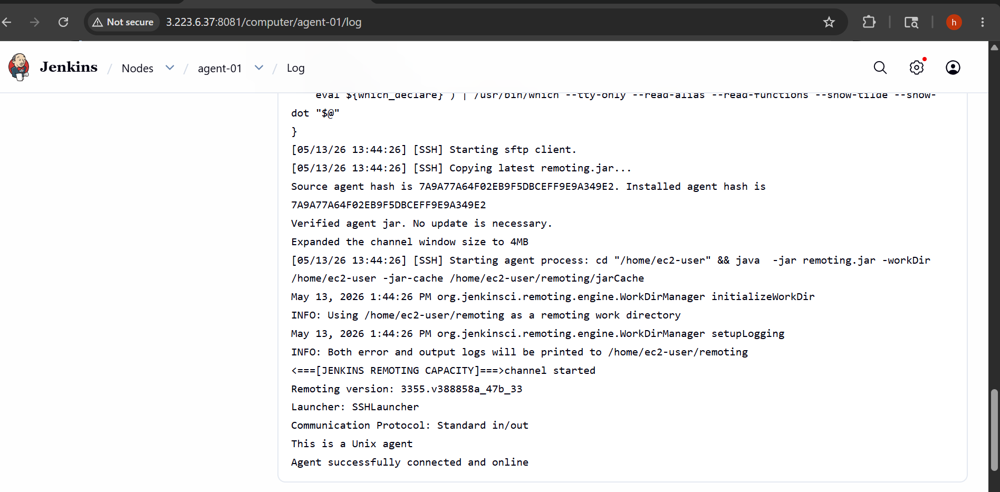 Not secure 3.223.6.37:8081/computer/agent-01/log h
Jenkins / Nodes / agent-01 / Log
eval ${which_declare} ) | /usr/bin/which --tty-only --read-alias --read-functions --show-tilde --show-
dot "$@"
}
[05/13/26 13:44:26] [SSH] Starting sftp client.
[05/13/26 13:44:26] [SSH] Copying latest remoting.jar...
Source agent hash is 7A9A77A64F02EB9F5DBCEFF9E9A349E2. Installed agent hash is
7A9A77A64F02EB9F5DBCEFF9E9A349E2
Verified agent jar. No update is necessary.
Expanded the channel window size to 4MB
[05/13/26 13:44:26] [SSH] Starting agent process: cd "/home/ec2-user" && java  -jar remoting.jar -workDir
/home/ec2-user -jar-cache /home/ec2-user/remoting/jarCache
May 13, 2026 1:44:26 PM org.jenkinsci.remoting.engine.WorkDirManager initializeWorkDir
INFO: Using /home/ec2-user/remoting as a remoting work directory
May 13, 2026 1:44:26 PM org.jenkinsci.remoting.engine.WorkDirManager setupLogging
INFO: Both error and output logs will be printed to /home/ec2-user/remoting
<===[JENKINS REMOTING CAPACITY]===>channel started
Remoting version: 3355.v388858a_47b_33
Launcher: SSHLauncher
Communication Protocol: Standard in/out
This is a Unix agent
Agent successfully connected and online